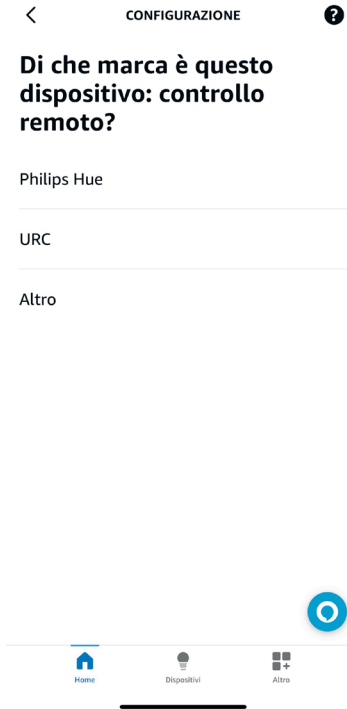 CONFIGURAZIONE
?
Di che marca è questo
dispositivo: controllo
remoto?
Philips Hue
URC
Altro
Home
Dispositivi
Altro